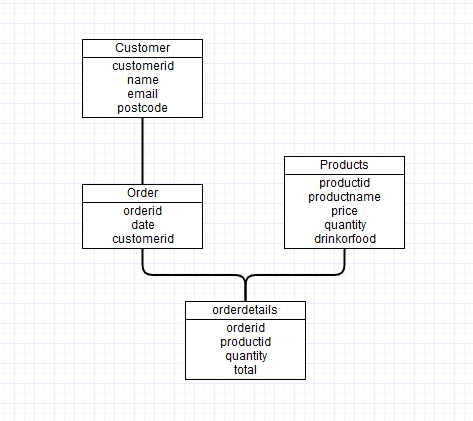 Customer
customerid
name
email
postcode
Order
orderid
date
customerid
Products
productid
productname
price
quantity
drinkorfood
orderdetails
orderid
productid
quantity
total